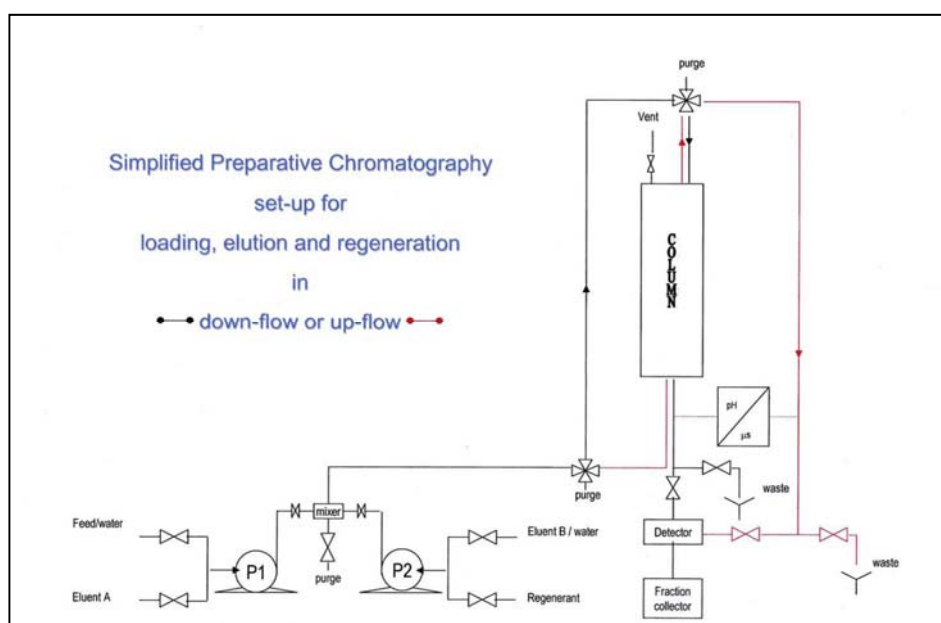 purge
Vent
Simplified Preparative Chromatography
set-up for
loading, elution and regeneration
in
down-flow or up-flow
COLUMN
pH
µs
purge
waste
Feed/water
mixer
Eluent B / water
Detector
P1
P2
waste
purge
Eluent A
Regenerant
Fraction
collector